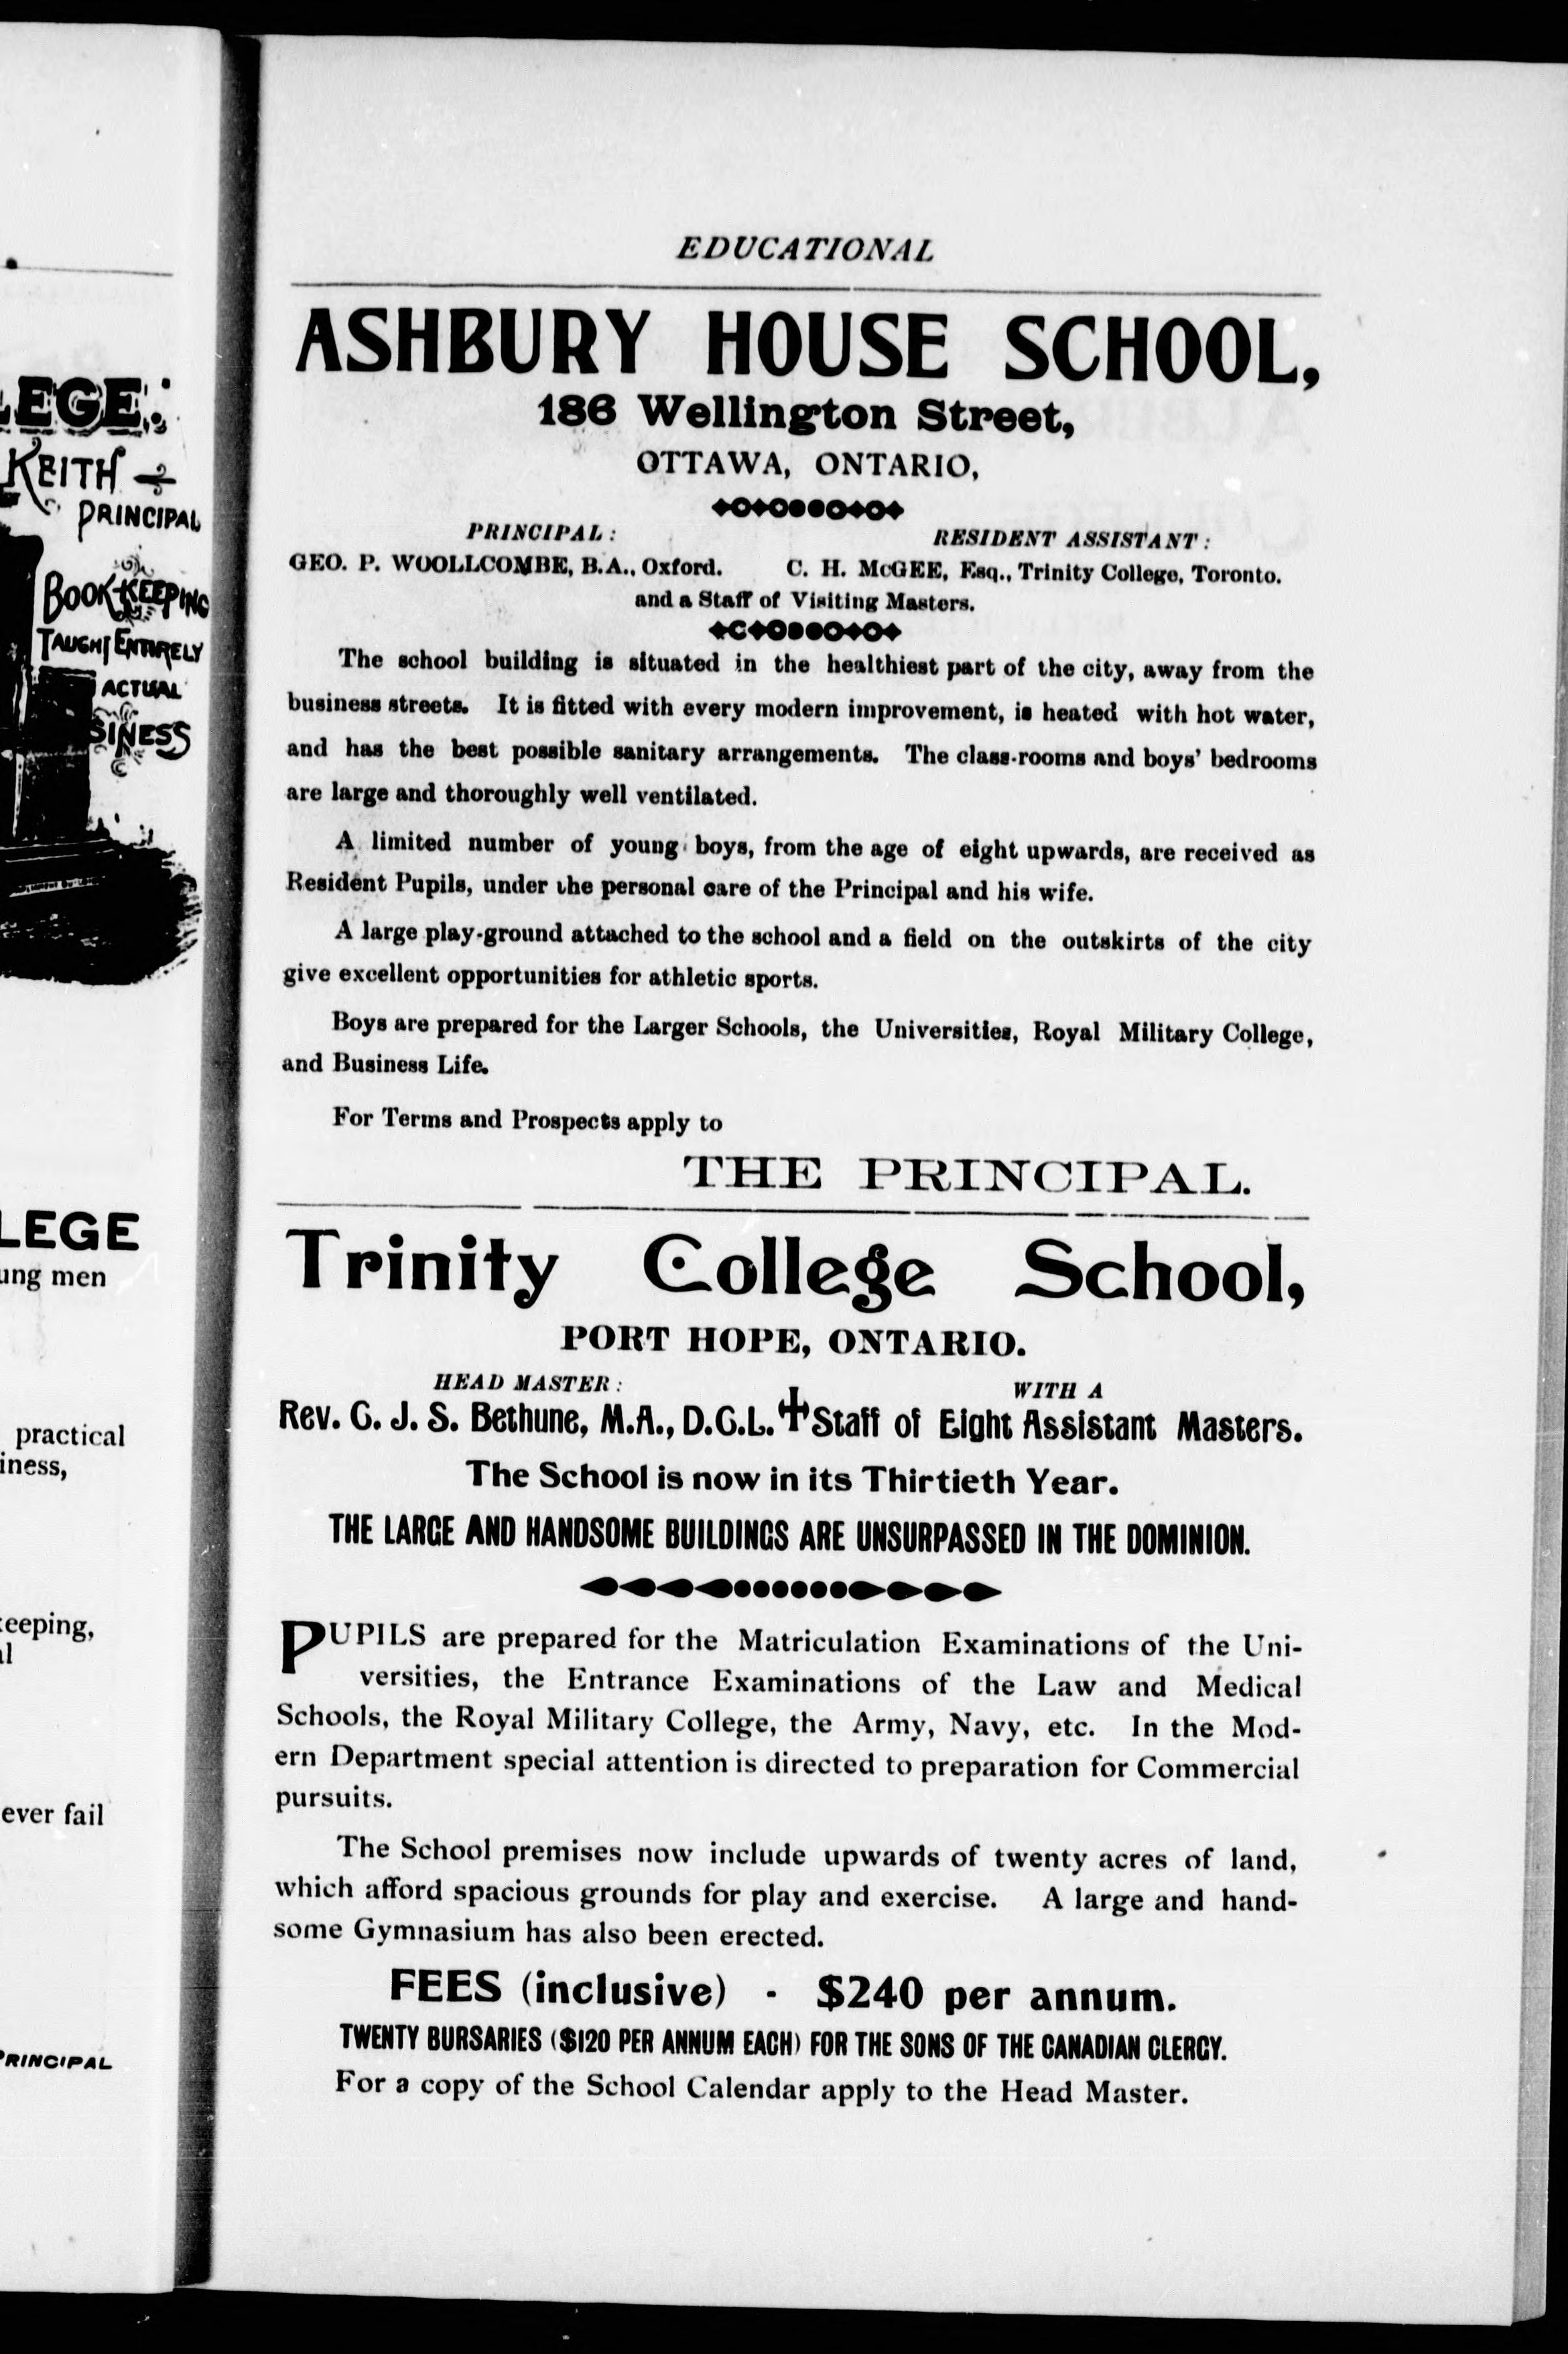 EGE.
KEITH
PRINCIPAL
BOOK-KEEPING
TAUGHT ENTIRELY
ACTUAL
LEGE
ung men
practical
iness,
keeping,
al
ever fail
PRINCIPAL
EDUCATIONAL
ASHBURY HOUSE SCHOOL,
186 Wellington Street,
OTTAWA, ONTARIO,
PRINCIPAL: RESIDENT ASSISTANT:
GEO. P. WOOLLCOMBE, B.A., Oxford. C. H. McGEE, Esq., Trinity College, Toronto.
and a Staff of Visiting Masters.
The school building is situated in the healthiest part of the city, away from the
business streets. It is fitted with every modern improvement, is heated with hot water,
and has the best possible sanitary arrangements. The class-rooms and boys' bedrooms
are large and thoroughly well ventilated.
A limited number of young boys, from the age of eight upwards, are received as
Resident Pupils, under the personal care of the Principal and his wife.
A large play-ground attached to the school and a field on the outskirts of the city
give excellent opportunities for athletic sports.
Boys are prepared for the Larger Schools, the Universities, Royal Military College,
and Business Life.
For Terms and Prospects apply to
THE PRINCIPAL.
Trinity College School,
PORT HOPE, ONTARIO.
HEAD MASTER: WITH A
Rev. C. J. S. Bethune, M.A., D.C.L. Staff of Eight Assistant Masters.
The School is now in its Thirtieth Year.
THE LARGE AND HANDSOME BUILDINGS ARE UNSURPASSED IN THE DOMINION.
PUPILS are prepared for the Matriculation Examinations of the Uni-
versities, the Entrance Examinations of the Law and Medical
Schools, the Royal Military College, the Army, Navy, etc. In the Mod-
ern Department special attention is directed to preparation for Commercial
pursuits.
The School premises now include upwards of twenty acres of land,
which afford spacious grounds for play and exercise. A large and hand-
some Gymnasium has also been erected.
FEES (inclusive) - $240 per annum.
TWENTY BURSARIES ($120 PER ANNUM EACH) FOR THE SONS OF THE CANADIAN CLERGY.
For a copy of the School Calendar apply to the Head Master.